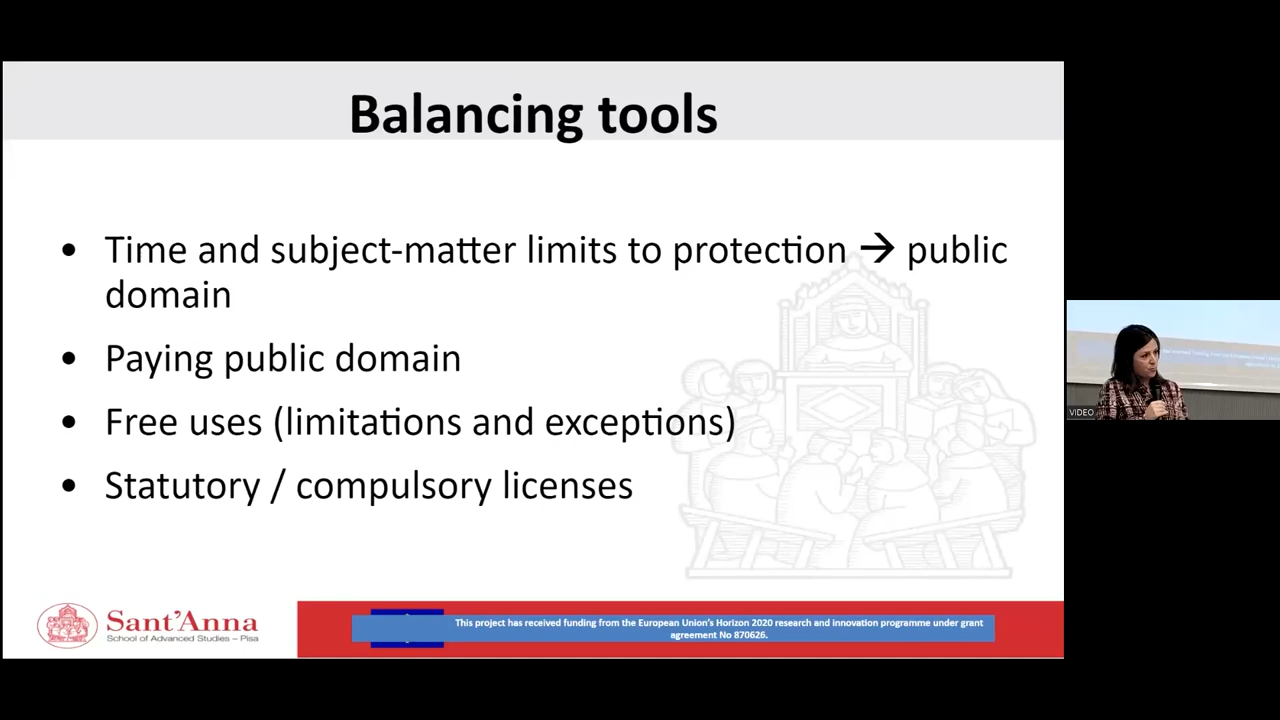 Balancing tools
• Time and subject-matter limits to protection → public
domain
• Paying public domain
• Free uses (limitations and exceptions)
• Statutory / compulsory licenses
Sant'Anna
School of Advanced Studies – Pisa
This project has received funding from the European Union's Horizon 2020 research and innovation programme under grant
agreement No 870626.
VIDEO